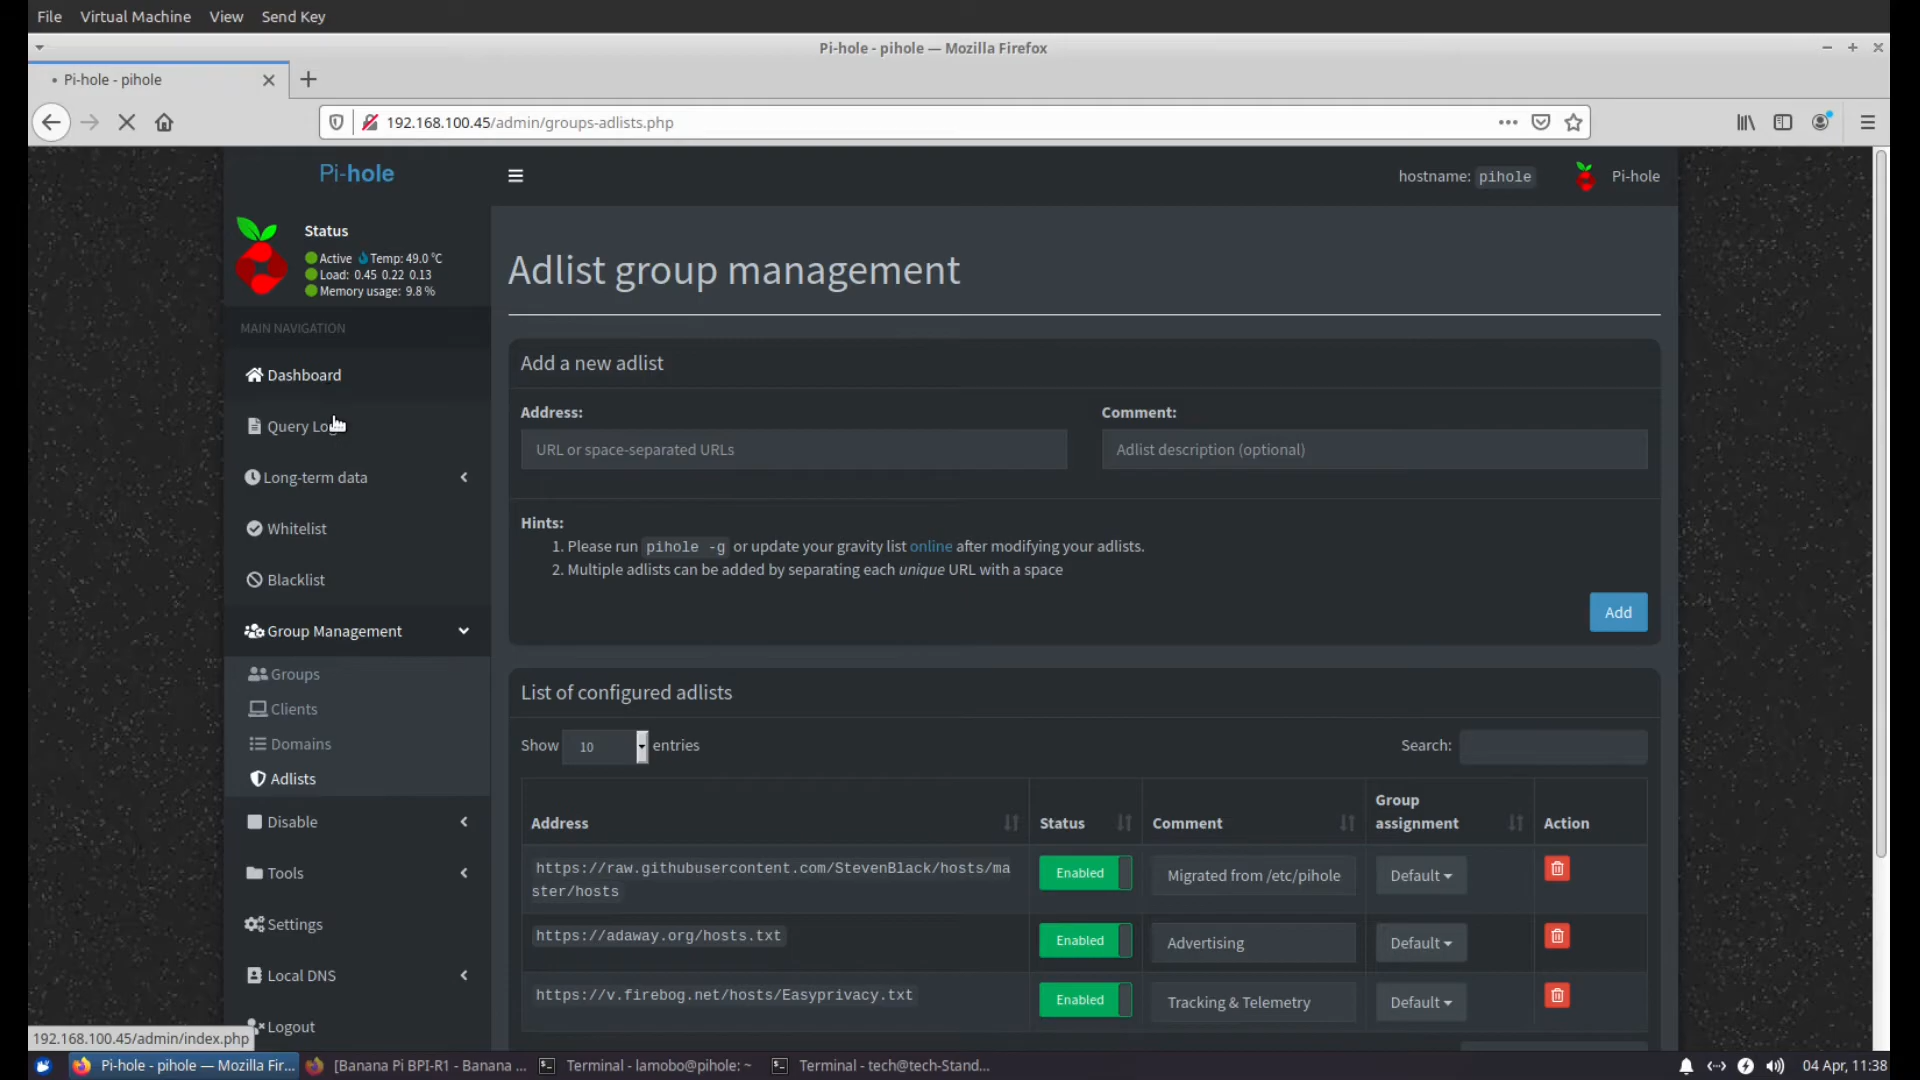 File Virtual Machine View Send Key
Pi-hole - pihole — Mozilla Firefox
Pi-hole - pihole
192.168.100.45/admin/groups-adlists.php
Pi-hole
hostname: pihole Pi-hole
Status
Active Temp: 49.0 °C
Load: 0.45 0.22 0.13
Memory usage: 9.8 %
MAIN NAVIGATION
Dashboard
Query Lo
Long-term data
Whitelist
Blacklist
Group Management
Groups
Clients
Domains
Adlists
Disable
Tools
Settings
Local DNS
Logout
Adlist group management
Add a new adlist
Address: Comment:
URL or space-separated URLs Adlist description (optional)
Hints:
1. Please run pihole -g or update your gravity list online after modifying your adlists.
2. Multiple adlists can be added by separating each unique URL with a space
Add
List of configured adlists
Show 10 entries Search:
Address Status Comment Group assignment Action
https://raw.githubusercontent.com/StevenBlack/hosts/ma
ster/hosts
Enabled Migrated from /etc/pihole Default
https://adaway.org/hosts.txt Enabled Advertising Default
https://v.firebog.net/hosts/Easyprivacy.txt Enabled Tracking & Telemetry Default
192.168.100.45/admin/index.php
Pi-hole - pihole — Mozilla Fir... [Banana Pi BPI-R1 - Banana ... Terminal - lamobo@pihole: ~ Terminal - tech@tech-Stand... 04 Apr, 11:38